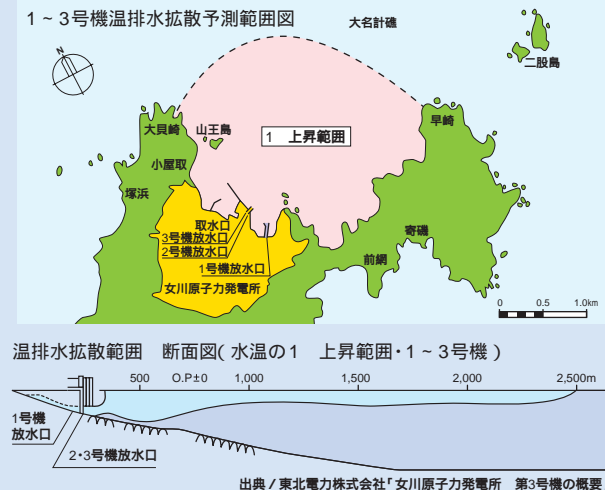 1~3号機温排水拡散予測範囲図
大名計礁
二股島
N
大貝崎
山王島
早崎
1 上昇範囲
小屋取
塚浜
取水口
3号機放水口
2号機放水口
1号機放水口
女川原子力発電所
寄磯
前網
0 0.5 1.0km
温排水拡散範囲 断面図(水温の1 上昇範囲・1~3号機)
500 O.P±0 1,000 1,500 2,000 2,500m
1号機
放水口
2・3号機放水口
出典/東北電力株式会社「女川原子力発電所 第3号機の概要